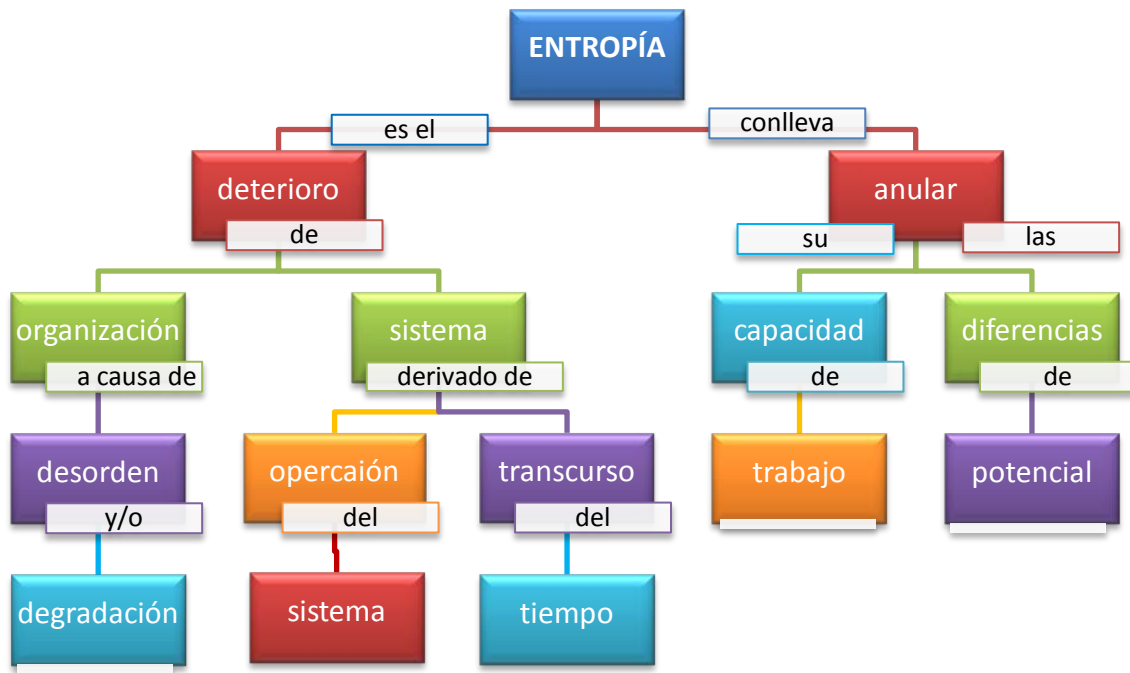 ENTROPÍA
es el
conlleva
deterioro
de
anular
su
las
organización
a causa de
sistema
derivado de
capacidad
de
diferencias
de
desorden
y/o
opercaión
del
transcurso
del
trabajo
potencial
degradación
sistema
tiempo